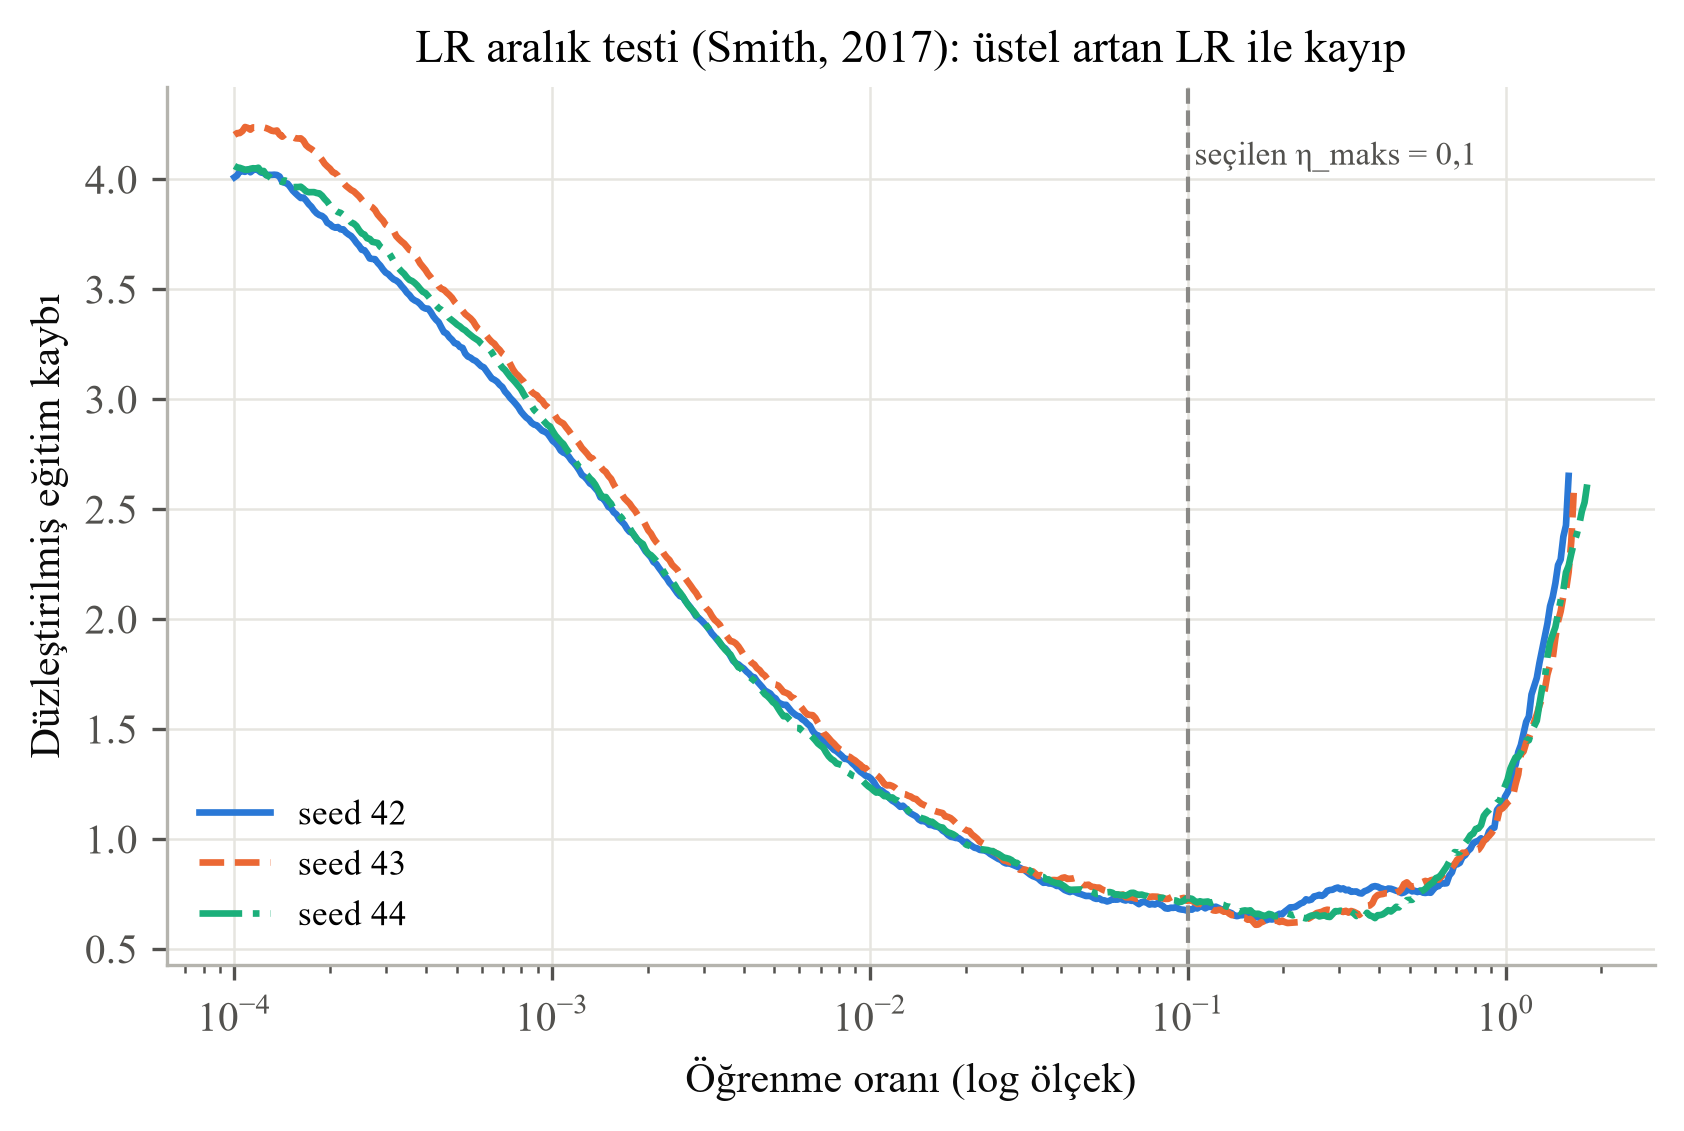 LR aralık testi (Smith, 2017): üstel artan LR ile kayıp
seçilen η_maks = 0,1
Düzleştirilmiş eğitim kaybı
4.0
3.5
3.0
2.5
2.0
1.5
1.0
0.5
seed 42
seed 43
seed 44
10⁻⁴ 10⁻³ 10⁻² 10⁻¹ 10⁰
Öğrenme oranı (log ölçek)